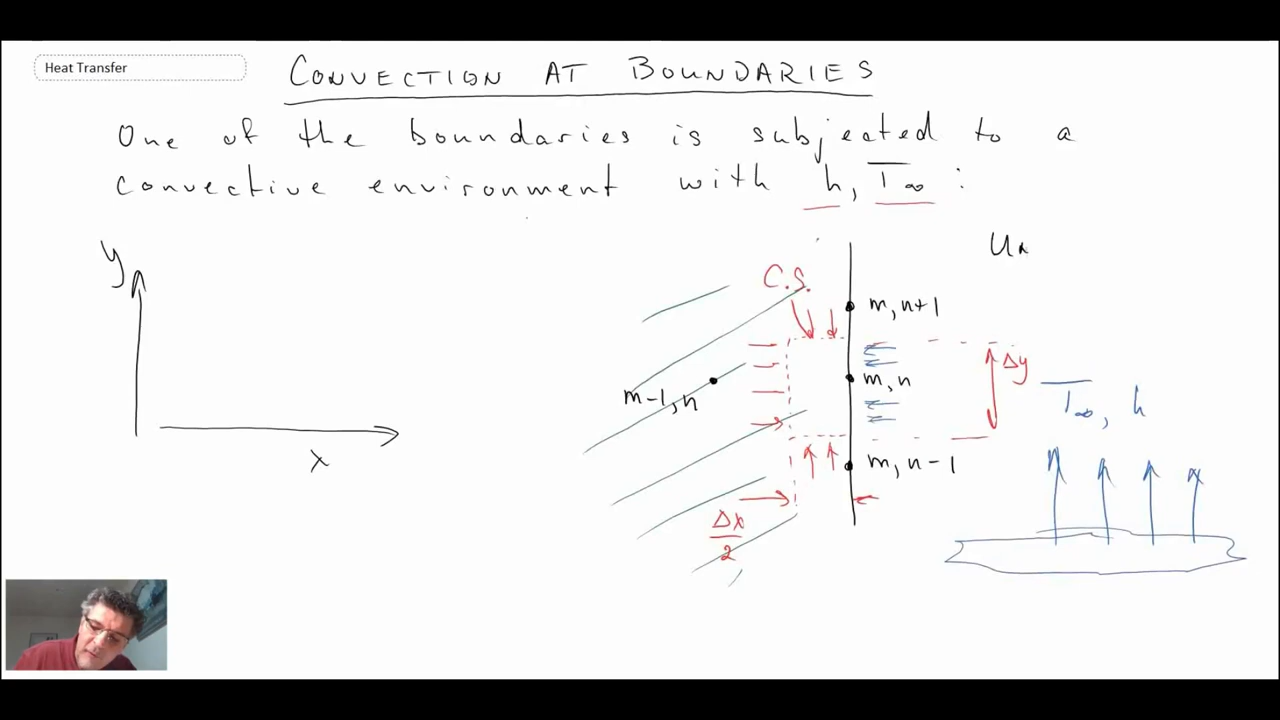 Heat Transfer
CONVECTION AT BOUNDARIES
One of the boundaries is subjected to a
convective environment with h, T∞ :
y
x
C.S.
Un
m, n+1
m-1, n
m, n
Δy
T∞, h
m, n-1
Δx
2